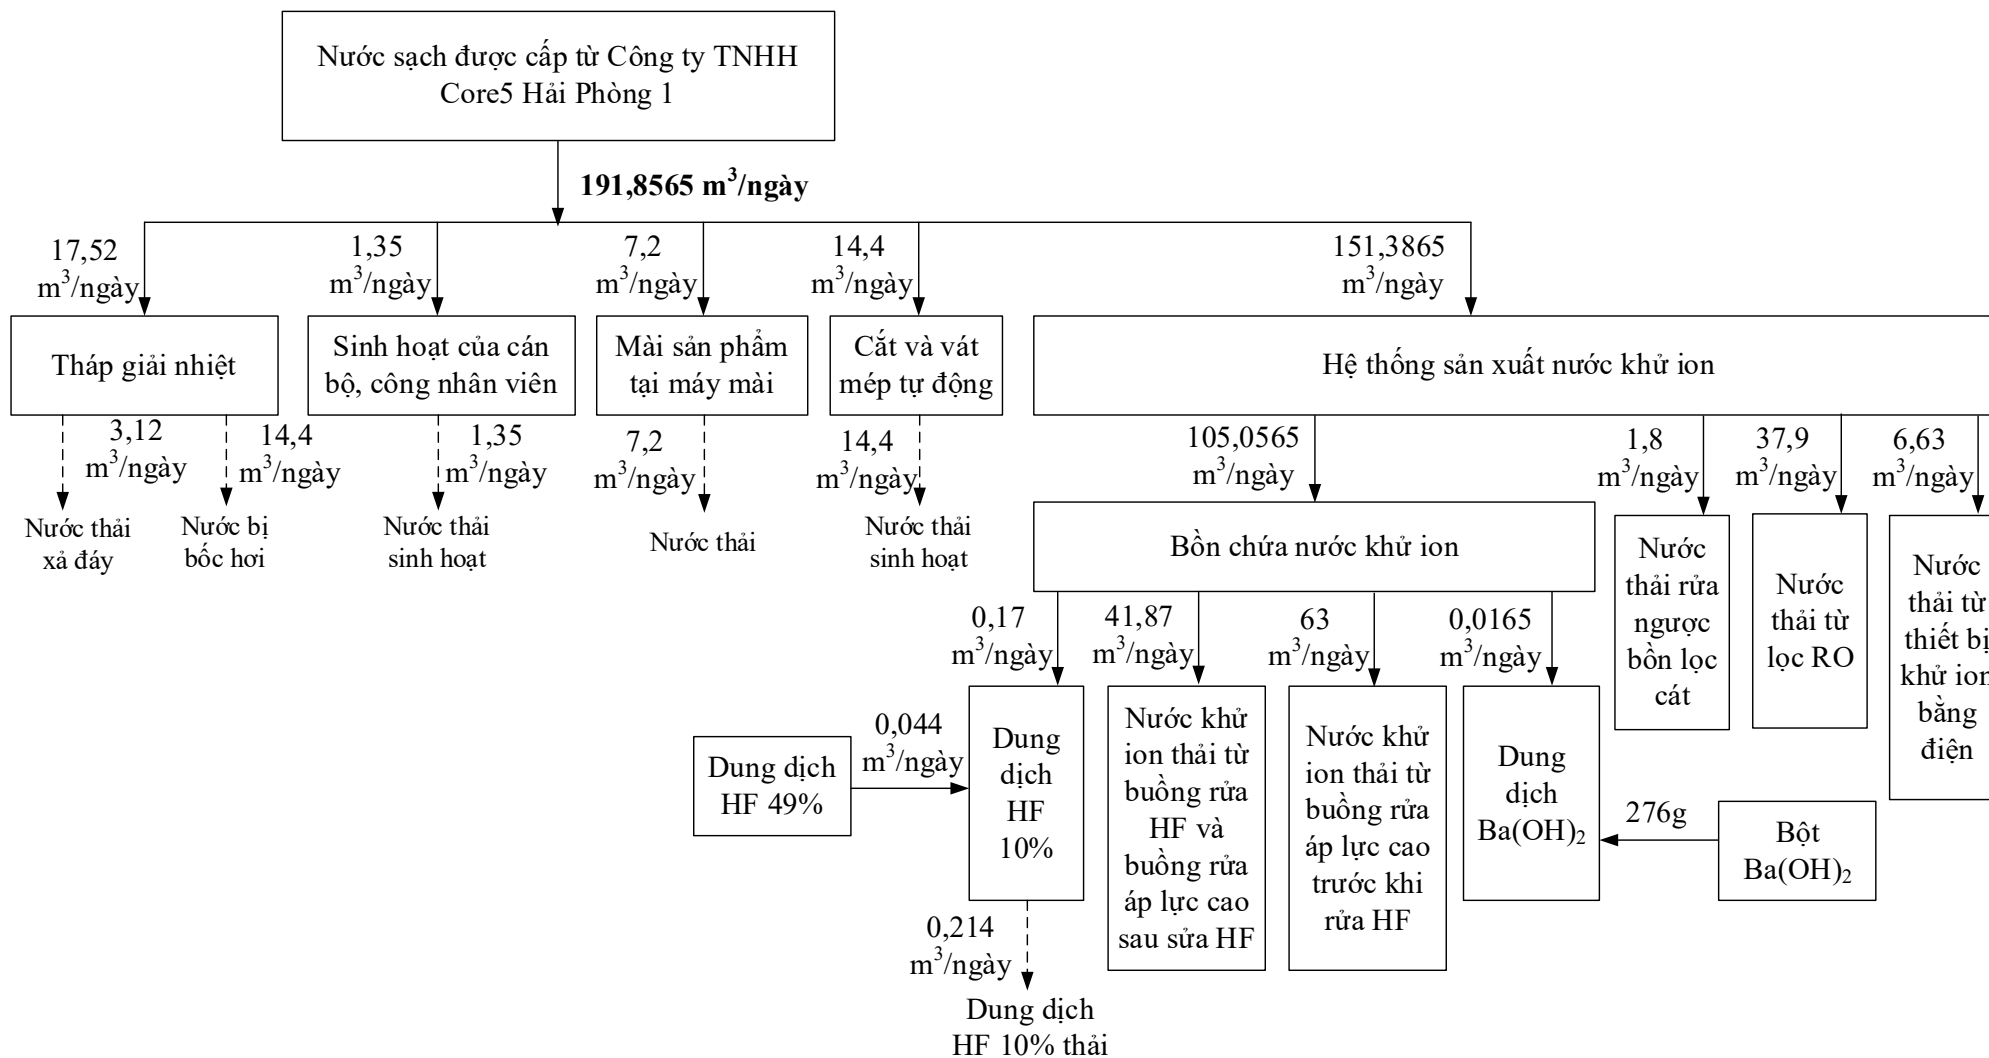 Nước sạch được cấp từ Công ty TNHH
Core5 Hải Phòng 1
191,8565 m³/ngày
17,52
m³/ngày
1,35
m³/ngày
7,2
m³/ngày
14,4
m³/ngày
151,3865
m³/ngày
Tháp giải nhiệt
Sinh hoạt của cán
bộ, công nhân viên
Mài sản phẩm
tại máy mài
Cắt và vát
mép tự động
Hệ thống sản xuất nước khử ion
3,12
m³/ngày
14,4
m³/ngày
1,35
m³/ngày
7,2
m³/ngày
14,4
m³/ngày
105,0565
m³/ngày
1,8
m³/ngày
37,9
m³/ngày
6,63
m³/ngày
Nước thải
xả đáy
Nước bị
bốc hơi
Nước thải
sinh hoạt
Nước thải
Nước thải
sinh hoạt
Bồn chứa nước khử ion
Nước
thải rửa
ngược
bồn lọc
cát
Nước
thải từ
lọc RO
Nước
thải từ
thiết bị
khử ion
bằng
điện
0,17
m³/ngày
41,87
m³/ngày
63
m³/ngày
0,0165
m³/ngày
Dung dịch
HF 49%
0,044
m³/ngày
Dung
dịch
HF
10%
Nước khử
ion thải từ
buồng rửa
HF và
buồng rửa
áp lực cao
sau sửa HF
Nước khử
ion thải từ
buồng rửa
áp lực cao
trước khi
rửa HF
Dung
dịch
Ba(OH)₂
276g
Bột
Ba(OH)₂
0,214
m³/ngày
Dung dịch
HF 10% thải